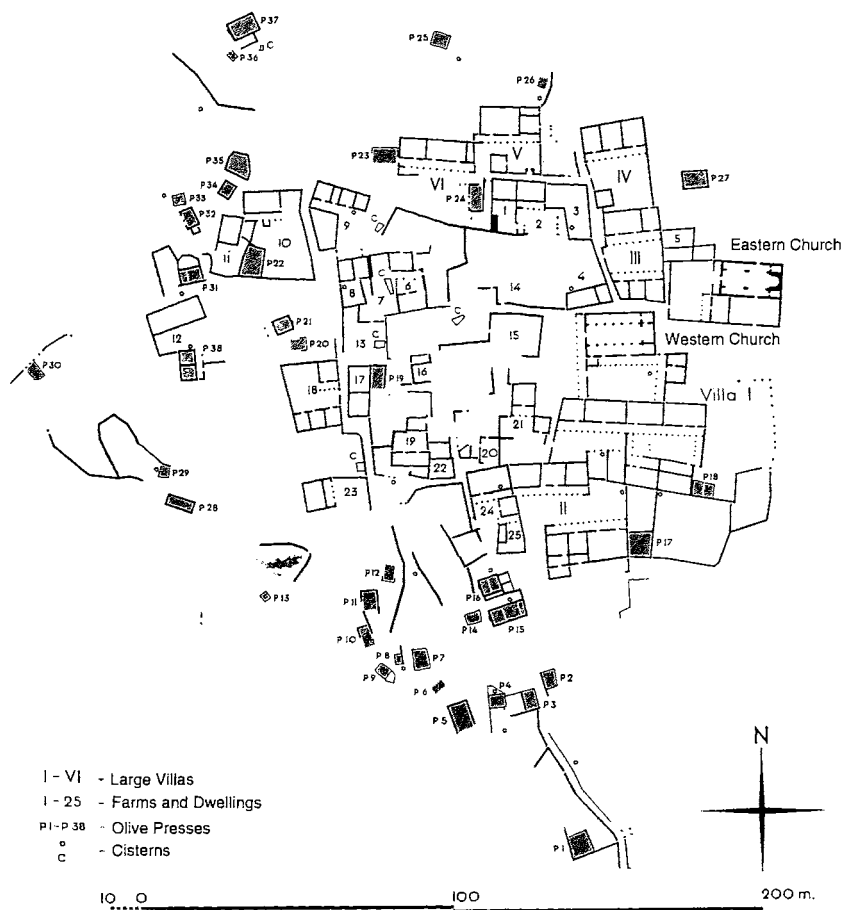 P37
C
P36
P25
P26
P35
P23
VI
V
IV
P27
P34
P24
P33
P32
1
2
3
9
C
10
11
P22
III
5
Eastern Church
P31
8
7
C
6
14
4
12
P21
P20
13
C
C
15
Western Church
P38
P30
17
P19
16
18
Villa I
21
19
20
22
P29
C
23
P28
24
II
25
P18
P17
P12
P13
P11
P16
P14
P15
P10
P8
P7
P9
P6
P4
P2
P5
P3
N
I - VI - Large Villas
1 - 25 - Farms and Dwellings
P1-P38 - Olive Presses
C - Cisterns
P1
10 0 100 200 m.